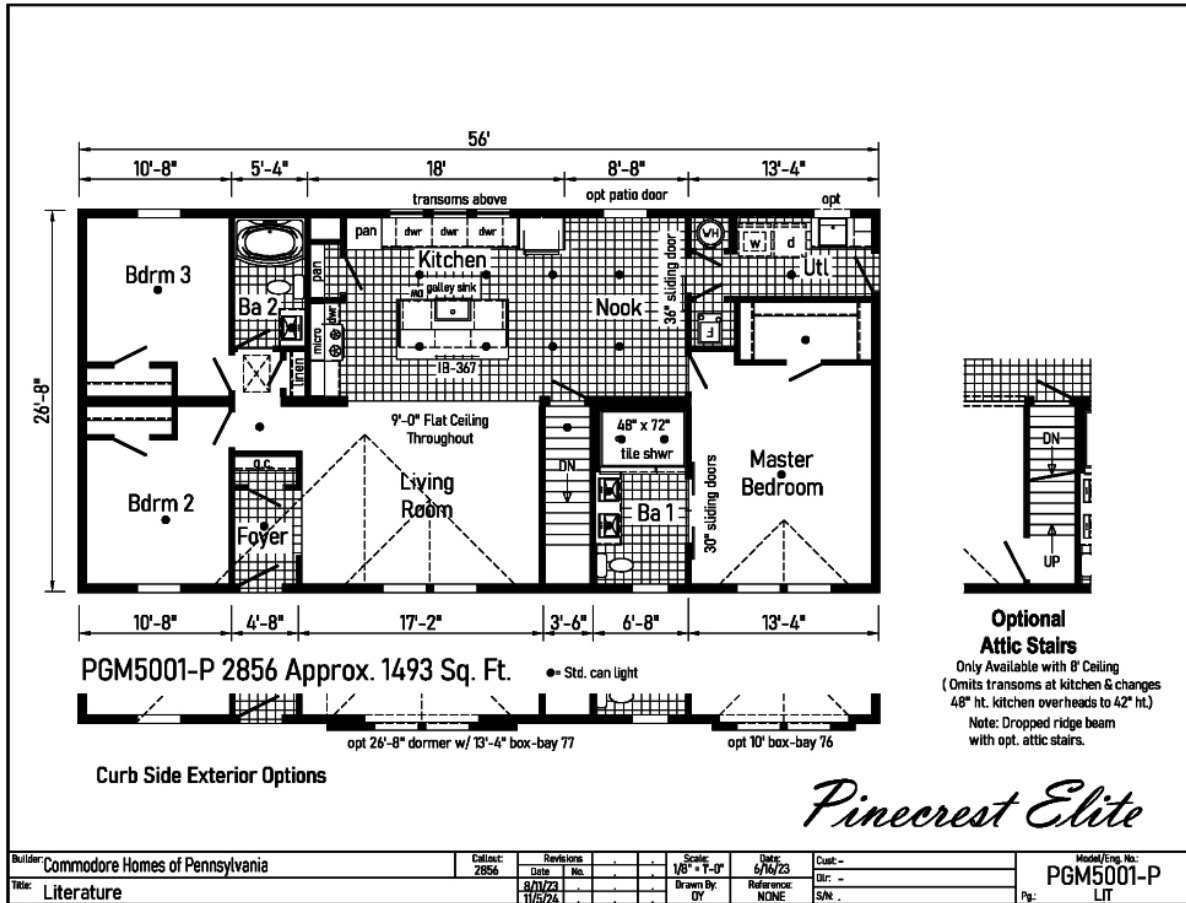 56'
10'-8" 5'-4" 18' 8'-8" 13'-4"
transoms above opt patio door opt
pan dwr dwr dwr WH w d
Kitchen
Bdrm 3 pan Utl
DW galley sink 36" sliding door
Ba 2 Nook
micro dwr
linen IB-367
26'-8"
9'-0" Flat Ceiling
Throughout
48" x 72"
tile shwr
g.c. DN
Living
Room
Master
Bedroom
Bdrm 2 Ba 1
Foyer 30" sliding doors
DN
UP
10'-8" 4'-8" 17'-2" 3'-6" 6'-8" 13'-4"
PGM5001-P 2856 Approx. 1493 Sq. Ft. ●= Std. can light
opt 26'-8" dormer w/ 13'-4" box-bay 77 opt 10' box-bay 76
Curb Side Exterior Options
Optional
Attic Stairs
Only Available with 8' Ceiling
( Omits transoms at kitchen & changes
48" ht. kitchen overheads to 42" ht.)
Note: Dropped ridge beam
with opt. attic stairs.
Pinecrest Elite
Builder: Commodore Homes of Pennsylvania
Title: Literature
Callout:
2856
Revisions
Date No.
8/11/23
11/5/24
Scale:
1/8" = 1'-0"
Drawn By:
OY
Date:
6/16/23
Reference:
NONE
Cust:-
Dlr: -
S/N: .
Model/Eng. No.:
PGM5001-P
Pg.: LIT